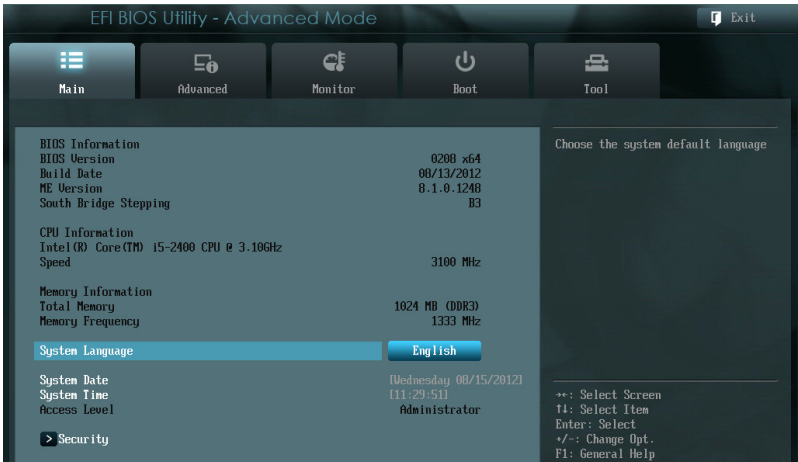 EFI BIOS Utility - Advanced Mode
Exit
Main
Advanced
Monitor
Boot
Tool
BIOS Information
BIOS Version 0208 x64
Build Date 08/13/2012
ME Version 8.1.0.1248
South Bridge Stepping B3
CPU Information
Intel(R) Core(TM) i5-2400 CPU @ 3.10GHz
Speed 3100 MHz
Memory Information
Total Memory 1024 MB (DDR3)
Memory Frequency 1333 MHz
System Language English
System Date [Wednesday 08/15/2012]
System Time [11:29:51]
Access Level Administrator
> Security
Choose the system default language
→←: Select Screen
↑↓: Select Item
Enter: Select
+/-: Change Opt.
F1: General Help